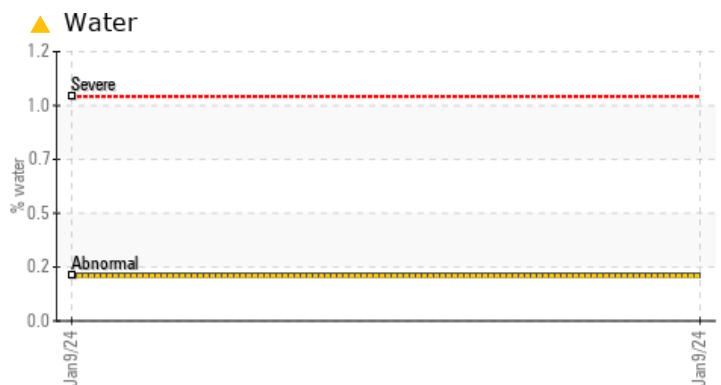 Water
1.2
Severe
1.0
0.7
% water
0.5
Abnormal
0.2
0.0
Jan9/24
Jan9/24